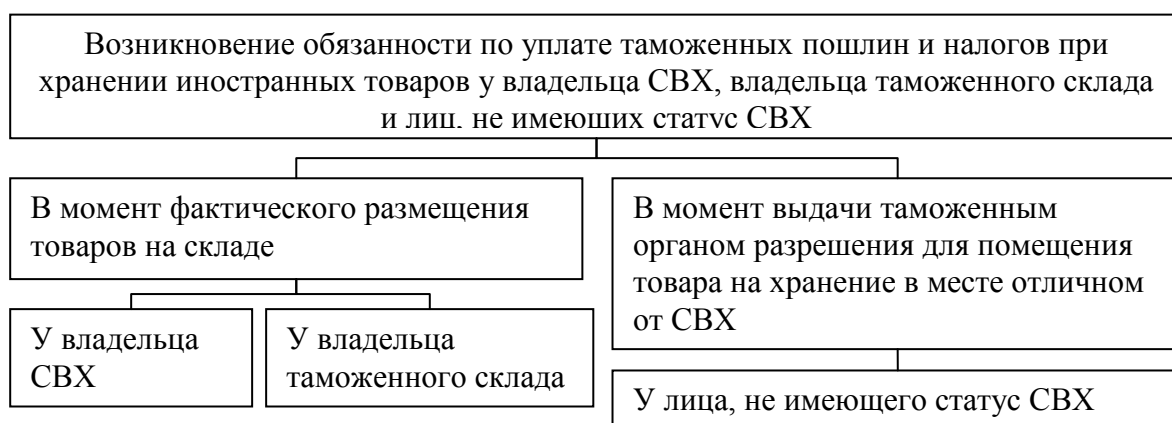 Возникновение обязанности по уплате таможенных пошлин и налогов при
хранении иностранных товаров у владельца СВХ, владельца таможенного склада
и лиц, не имеющих статус СВХ
В момент фактического размещения
товаров на складе
У владельца
СВХ
У владельца
таможенного склада
В момент выдачи таможенным
органом разрешения для помещения
товара на хранение в месте отличном
от СВХ
У лица, не имеющего статус СВХ